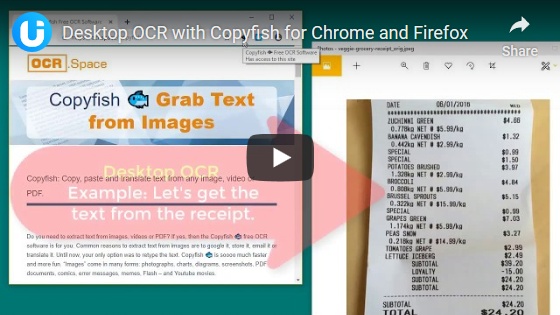 Desktop OCR with Copyfish for Chrome and Firefox
Share
Free OCR Software
Copyfish Free OCR Software
Has access to this site
Photos - veggie-grocery-receipt_orig.png
OCR.Space
Copyfish Grab Text
from Images
Desktop OCR
Copyfish: Copy, paste and translate text from any image, video or
PDF.
Example: Let's get the
text from the receipt.
Do you need to extract text from images, videos or PDF? If yes, then the Copyfish free OCR
software is for you. Common reasons to extract text from images are to google it, store it, email it
translate it. Until now, your only option was to retype the text. Copyfish is soooo much faster
and more fun. "Images" come in many forms: photographs, charts, diagrams, screenshots, PDF
documents, comics, error messages, memes, Flash – and Youtube movies.
DATE 08/01/2016 WED
ZUCHINNI GREEN $4.66
0.778kg NET @ $5.99/kg
BANANA CAVENDISH $1.32
0.442kg NET @ $2.99/kg
SPECIAL $0.99
SPECIAL $1.50
POTATOES BRUSHED $3.97
1.328kg NET @ $2.99/kg
BROCCOLI $4.84
0.808kg NET @ $5.99/kg
BRUSSEL SPROUTS $5.15
0.322kg NET @ $15.99/kg
SPECIAL $0.99
GRAPES GREEN $7.03
1.174kg NET @ $5.99/kg
PEAS SNOW $3.27
0.218kg NET @ $14.99/kg
TOMATOES GRAPE $2.99
LETTUCE ICEBERG $2.49
SUBTOTAL $39.20
LOYALTY -15.00
SUBTOTAL $24.20
SUBTOTAL $24.20
TOTAL $24.20